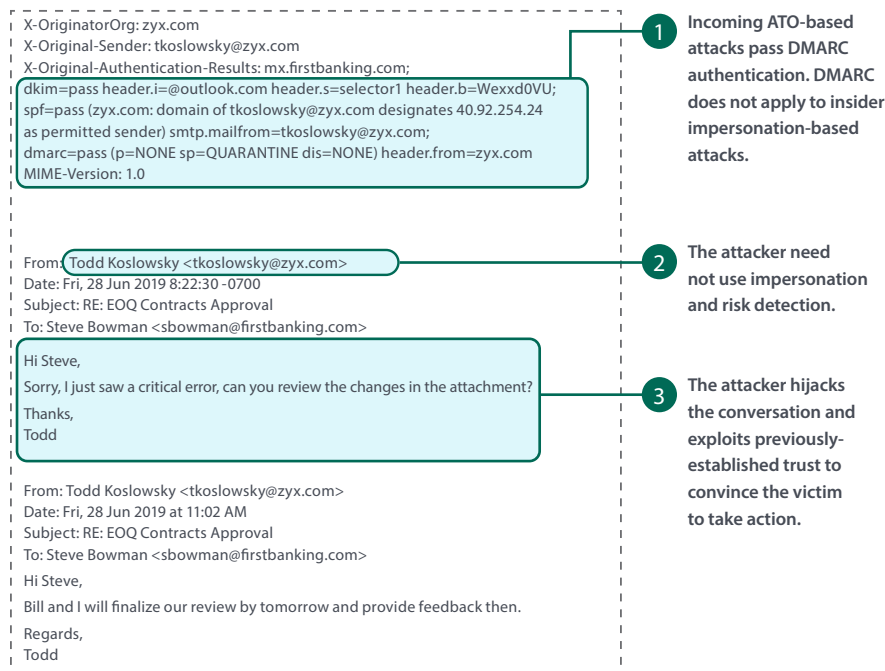 X-OriginatorOrg: zyx.com
X-Original-Sender: tkoslowsky@zyx.com
X-Original-Authentication-Results: mx.firstbanking.com;
dkim=pass header.i=@outlook.com header.s=selector1 header.b=Wexxd0VU;
spf=pass (zyx.com: domain of tkoslowsky@zyx.com designates 40.92.254.24
as permitted sender) smtp.mailfrom=tkoslowsky@zyx.com;
dmarc=pass (p=NONE sp=QUARANTINE dis=NONE) header.from=zyx.com
MIME-Version: 1.0
1
Incoming ATO-based
attacks pass DMARC
authentication. DMARC
does not apply to insider
impersonation-based
attacks.
From: Todd Koslowsky <tkoslowsky@zyx.com>
Date: Fri, 28 Jun 2019 8:22:30 -0700
Subject: RE: EOQ Contracts Approval
To: Steve Bowman <sbowman@firstbanking.com>
2
The attacker need
not use impersonation
and risk detection.
Hi Steve,
Sorry, I just saw a critical error, can you review the changes in the attachment?
Thanks,
Todd
3
The attacker hijacks
the conversation and
exploits previously-
established trust to
convince the victim
to take action.
From: Todd Koslowsky <tkoslowsky@zyx.com>
Date: Fri, 28 Jun 2019 at 11:02 AM
Subject: RE: EOQ Contracts Approval
To: Steve Bowman <sbowman@firstbanking.com>
Hi Steve,
Bill and I will finalize our review by tomorrow and provide feedback then.
Regards,
Todd